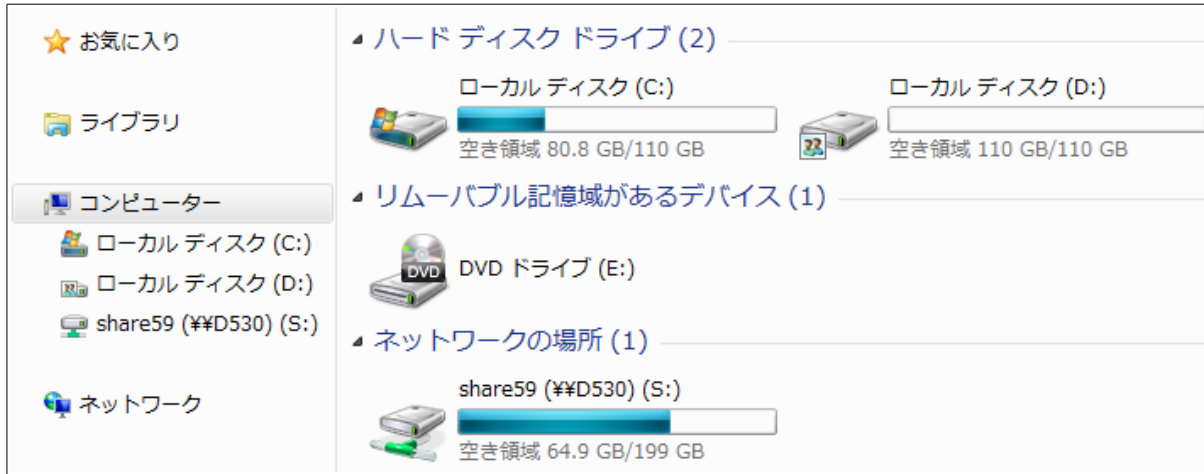 お気に入り
ライブラリ
コンピューター
ローカル ディスク (C:)
ローカル ディスク (D:)
share59 (¥¥D530) (S:)
ネットワーク
ハード ディスク ドライブ (2)
ローカル ディスク (C:)
空き領域 80.8 GB/110 GB
ローカル ディスク (D:)
空き領域 110 GB/110 GB
リムーバブル記憶域があるデバイス (1)
DVD
DVD ドライブ (E:)
ネットワークの場所 (1)
share59 (¥¥D530) (S:)
空き領域 64.9 GB/199 GB